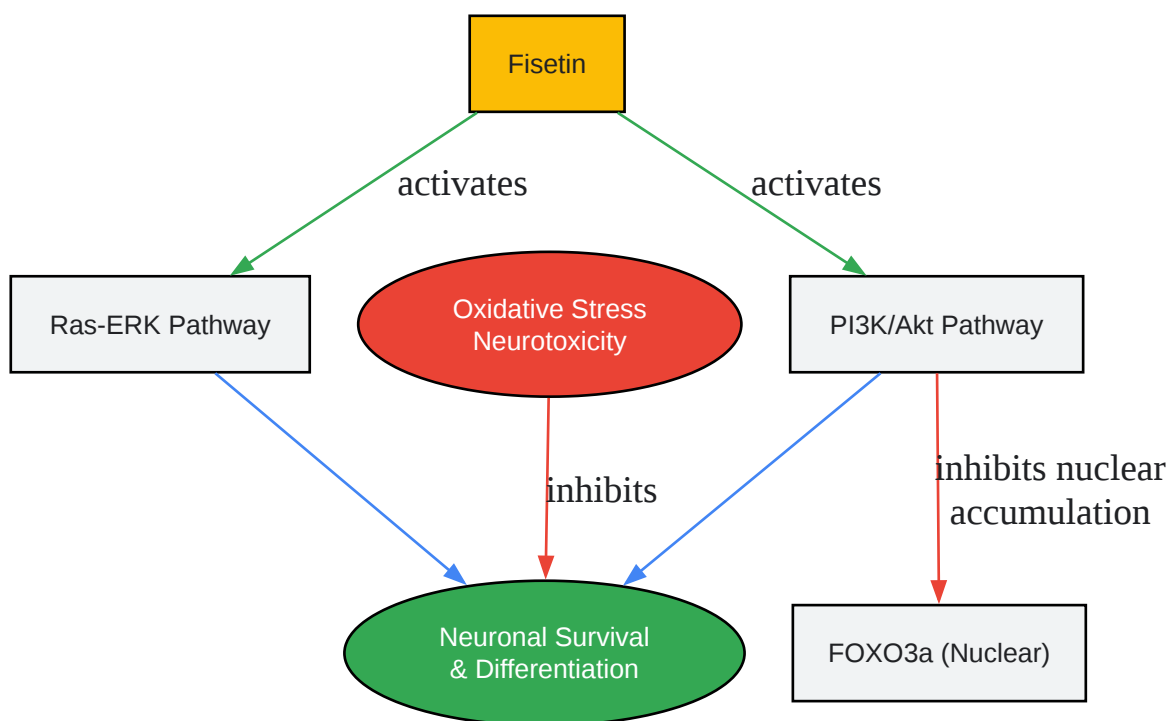 Fisetin
activates
activates
Ras-ERK Pathway
Oxidative Stress
Neurotoxicity
PI3K/Akt Pathway
inhibits
inhibits nuclear
accumulation
Neuronal Survival
& Differentiation
FOXO3a (Nuclear)